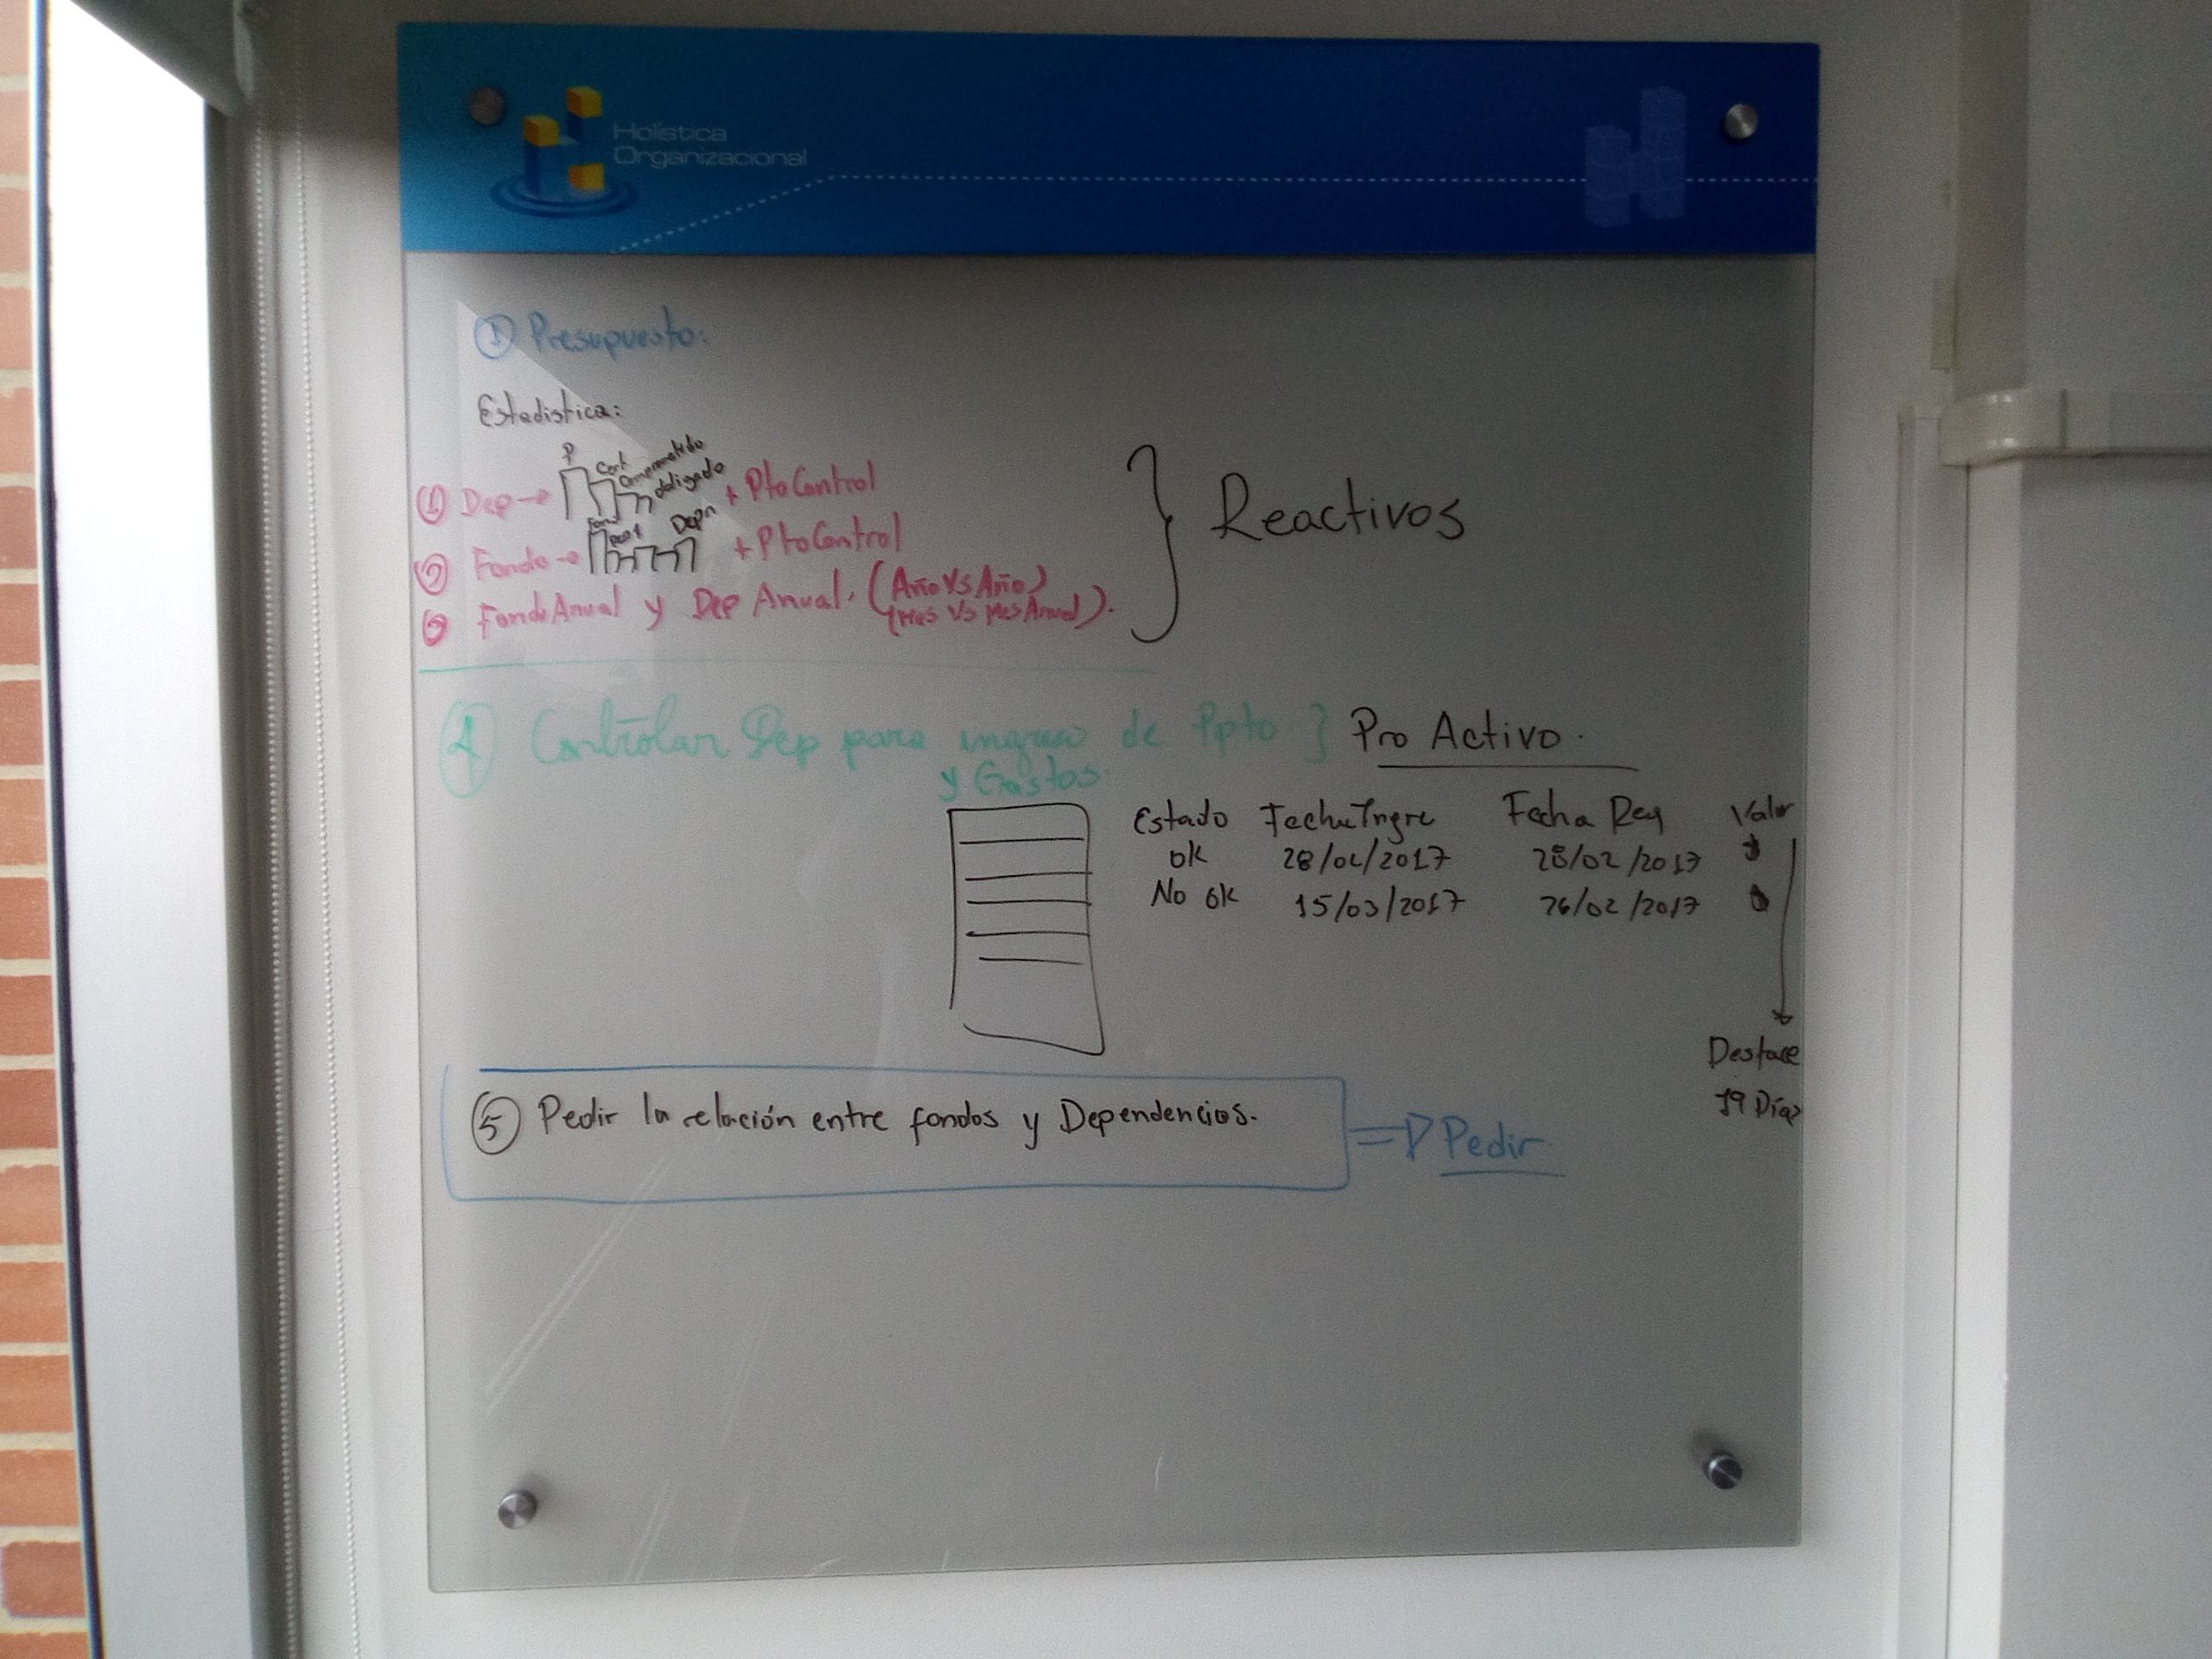 Holística
Organizacional
① Presupuesto:
Estadistica:
P
Cert
Comprometido
obligado
① Dep → + Pto Control
Fond
Dep1
Depn
② Fondo → + Pto Control
③ Fondo Anual y Dep Anual. (Año Vs Año)
(Mes Vs Mes Anual).
} Reactivos
4 Controlar Dep para ingreso de Ppto } Pro Activo.
y Gastos
Estado Fecha Ingre Fecha Reg Valor
ok 28/02/2017 28/02/2017 $
No ok 15/03/2017 26/02/2017 $
Desface
19 Días
⑤ Pedir la relación entre fondos y Dependencias. ⇒ Pedir